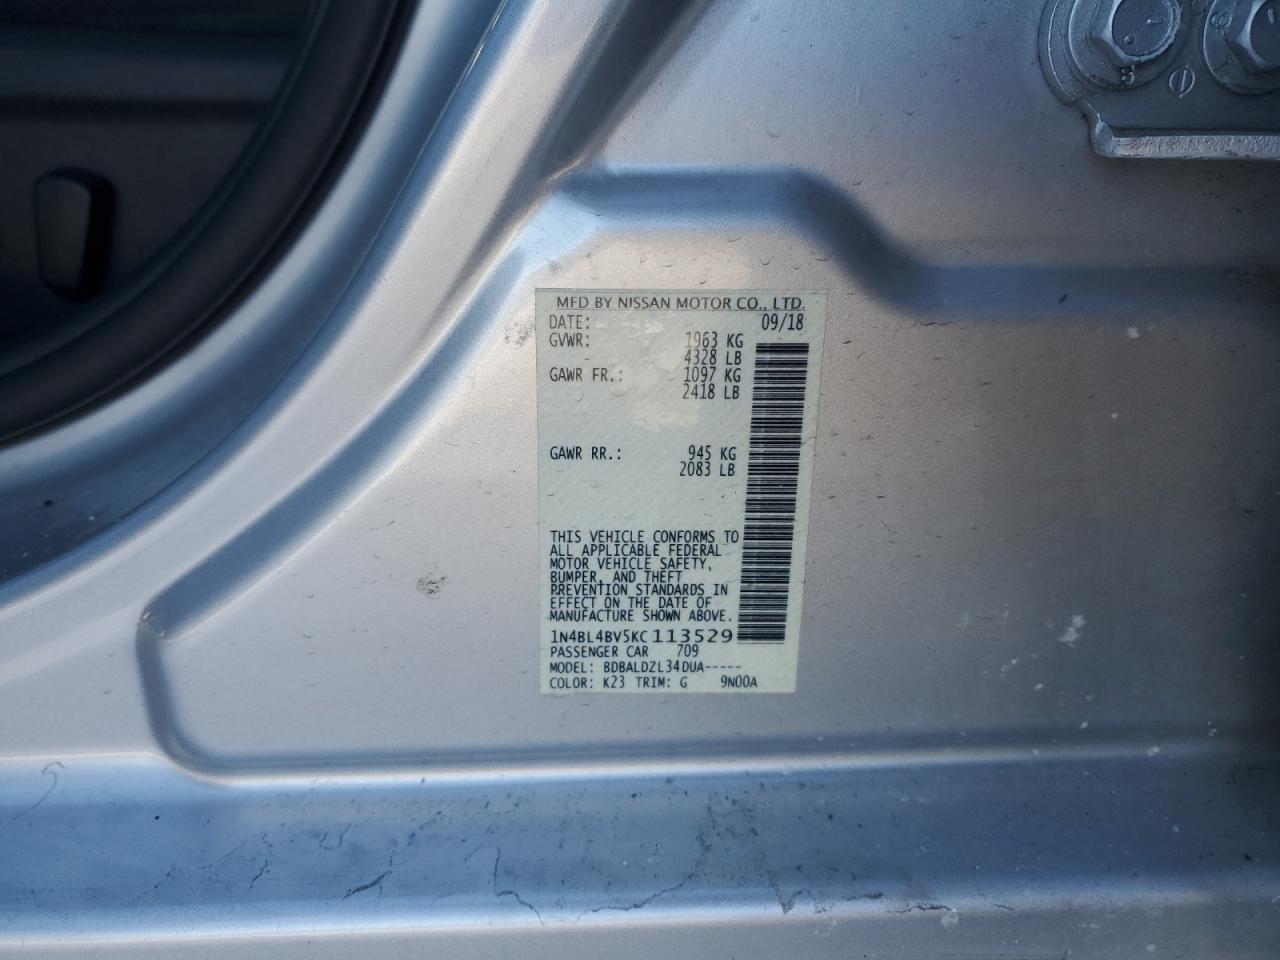 MFD BY NISSAN MOTOR CO., LTD.
DATE: 09/18
GVWR: 1963 KG
4328 LB
GAWR FR.: 1097 KG
2418 LB
GAWR RR.: 945 KG
2083 LB
THIS VEHICLE CONFORMS TO
ALL APPLICABLE FEDERAL
MOTOR VEHICLE SAFETY,
BUMPER, AND THEFT
PREVENTION STANDARDS IN
EFFECT ON THE DATE OF
MANUFACTURE SHOWN ABOVE.
1N4BL4BV5KC113529
PASSENGER CAR 709
MODEL: BDBALDZL34DUA-----
COLOR: K23 TRIM: G 9N00A